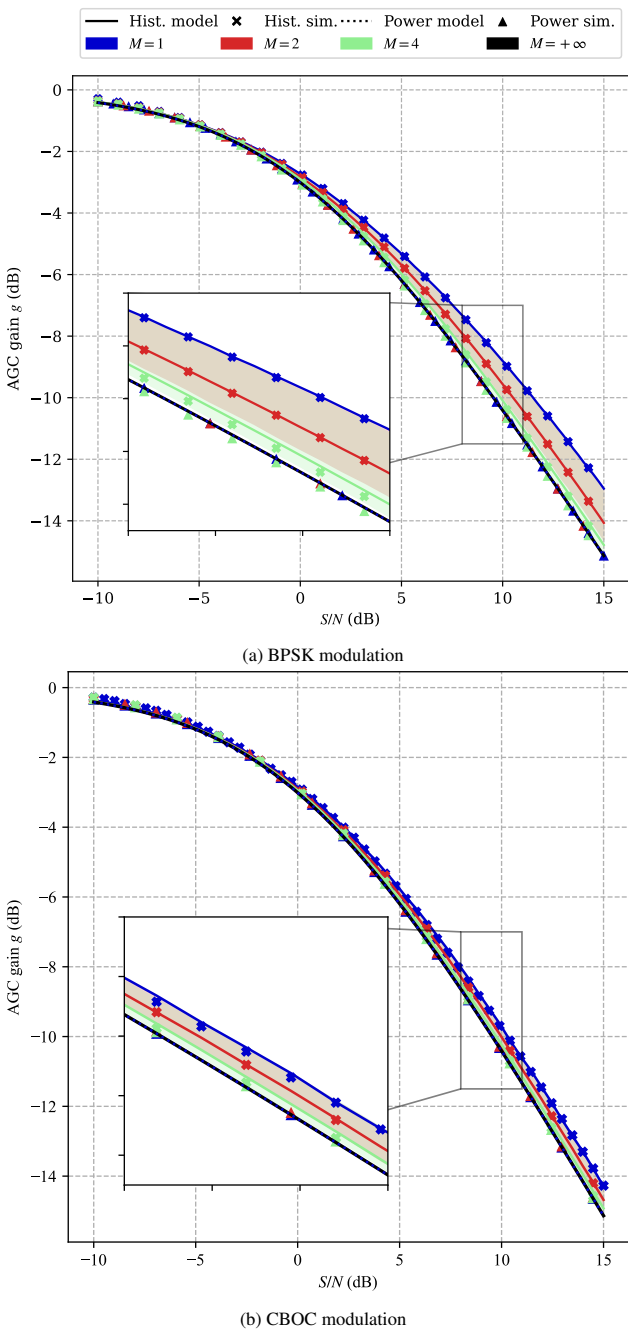 Hist. model Hist. sim. Power model Power sim.
M = 1 M = 2 M = 4 M = +∞
0
−2
−4
−6
−8
−10
−12
−14
AGC gain g (dB)
−10 −5 0 5 10 15
S/N (dB)
(a) BPSK modulation
0
−2
−4
−6
−8
−10
−12
−14
AGC gain g (dB)
−10 −5 0 5 10 15
S/N (dB)
(b) CBOC modulation